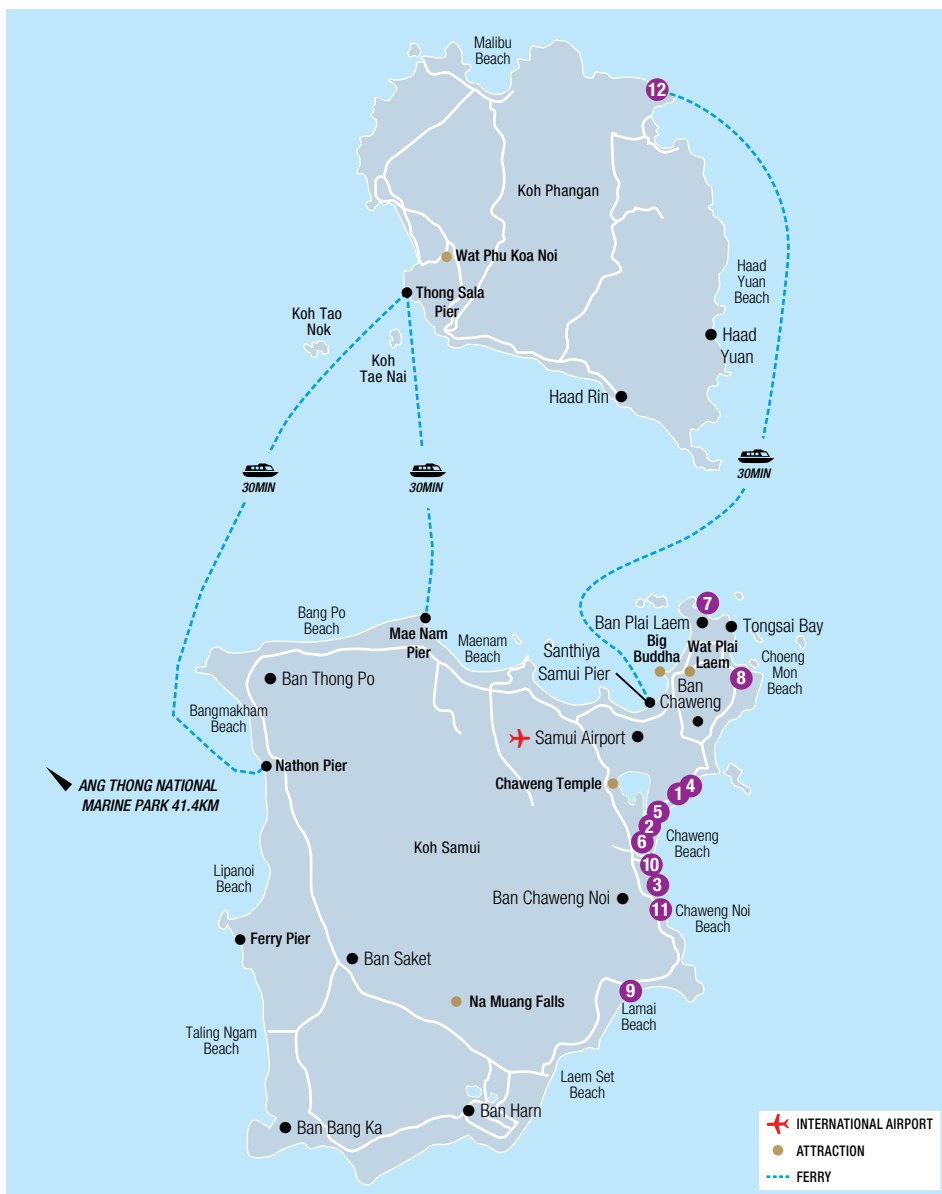 Malibu
Beach
12
Koh Phangan
Wat Phu Koa Noi
Haad
Yuan
Beach
Thong Sala
Pier
Koh Tao
Nok
Koh
Tae Nai
Haad
Yuan
Haad Rin
30MIN
30MIN
30MIN
Bang Po
Beach
Mae Nam
Pier
Maenam
Beach
7
Ban Plai Laem
Tongsai Bay
Big
Buddha
Wat Plai
Laem
Santhiya
Samui Pier
Choeng
Mon
Beach
8
Ban
Chaweng
Ban Thong Po
Bangmakham
Beach
Samui Airport
Nathon Pier
ANG THONG NATIONAL
MARINE PARK 41.4KM
Chaweng Temple
4
1
5
2
6
Chaweng
Beach
Koh Samui
10
3
11
Lipanoi
Beach
Ban Chaweng Noi
Chaweng Noi
Beach
Ferry Pier
Ban Saket
9
Lamai
Beach
Na Muang Falls
Taling Ngam
Beach
Laem Set
Beach
Ban Harn
Ban Bang Ka
INTERNATIONAL AIRPORT
ATTRACTION
FERRY